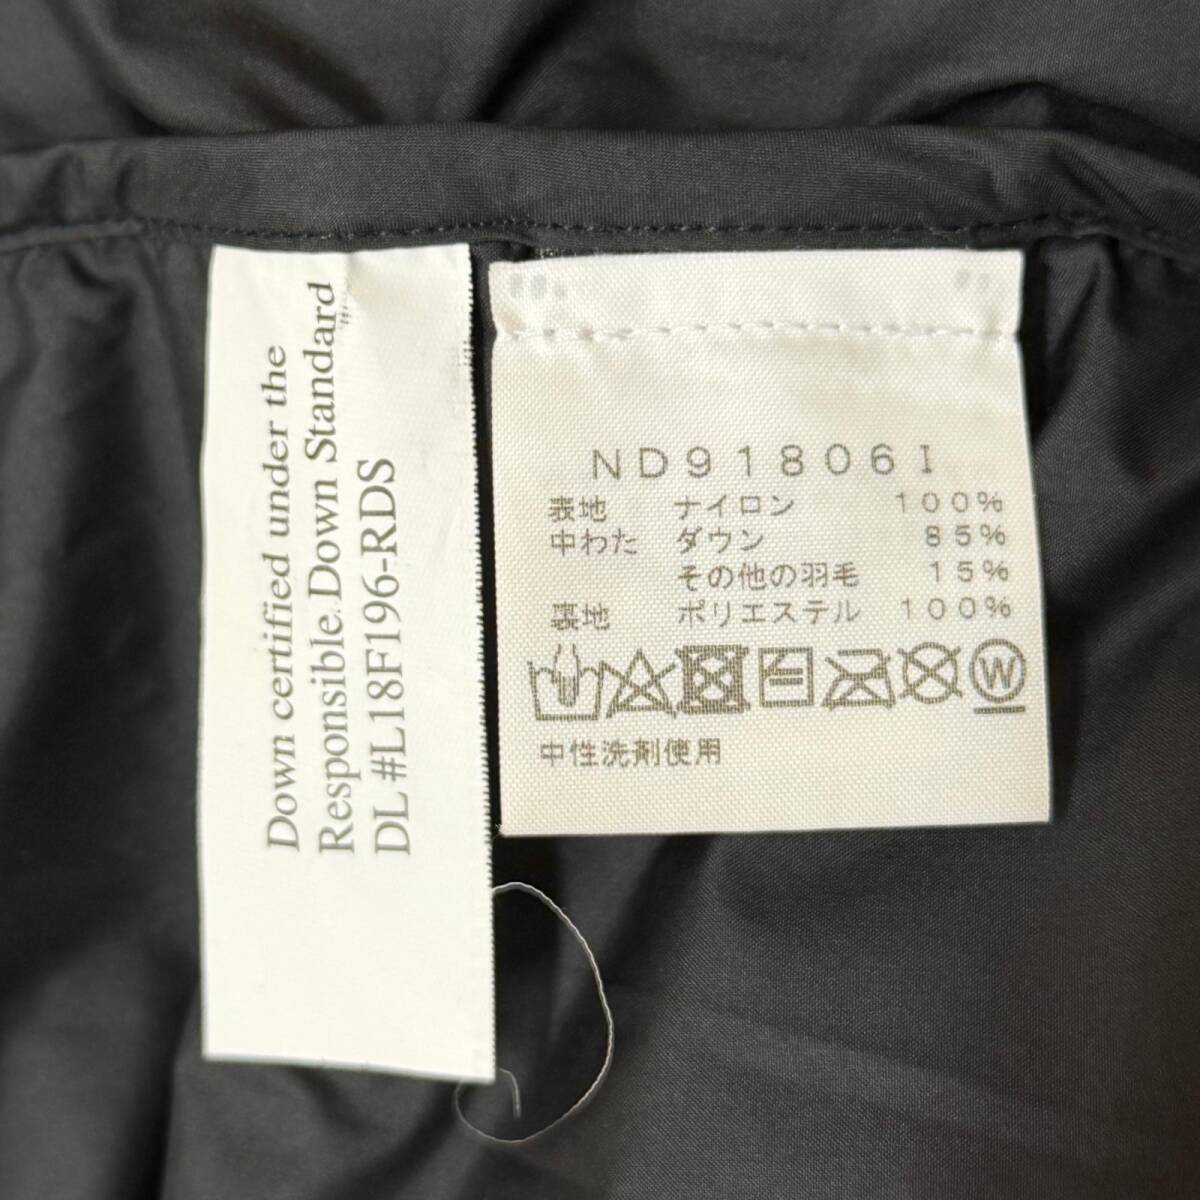 Down certified under the
Responsible Down Standard
DL #L18F196-RDS
ND91806I
表地 ナイロン 100%
中わた ダウン 85%
その他の羽毛 15%
裏地 ポリエステル 100%
W
中性洗剤使用